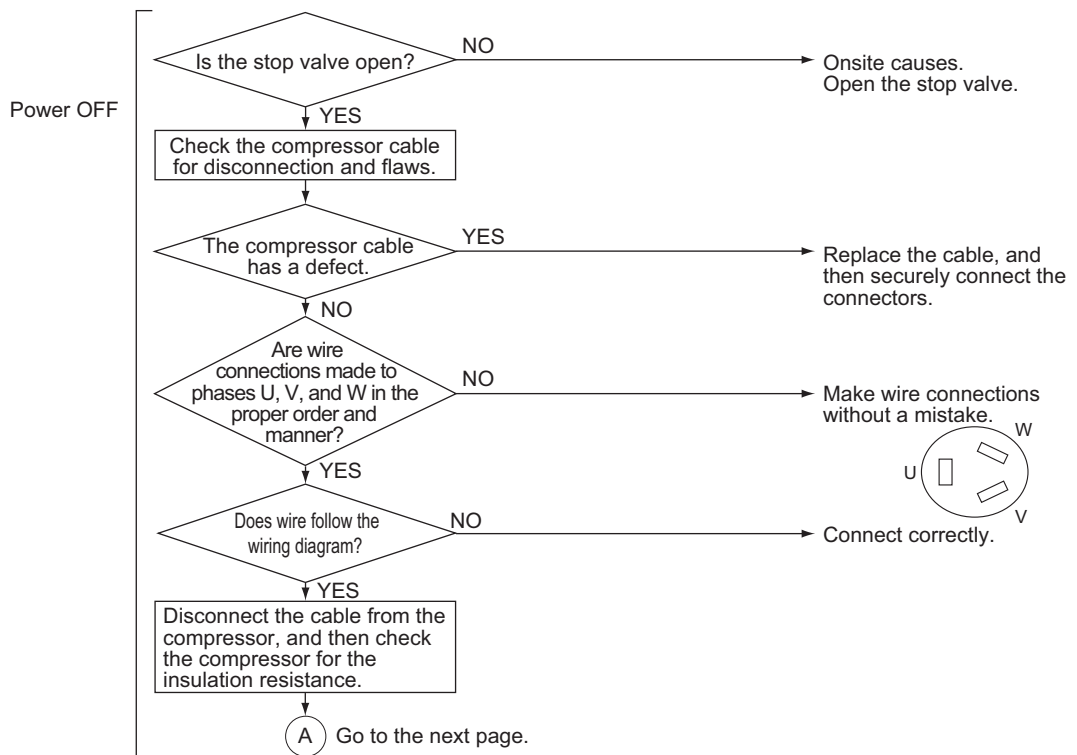 Power OFF
Is the stop valve open?
NO
Onsite causes.
Open the stop valve.
YES
Check the compressor cable
for disconnection and flaws.
The compressor cable
has a defect.
YES
Replace the cable, and
then securely connect the
connectors.
NO
Are wire
connections made to
phases U, V, and W in the
proper order and
manner?
NO
Make wire connections
without a mistake.
W
U
V
YES
Does wire follow the
wiring diagram?
NO
Connect correctly.
YES
Disconnect the cable from the
compressor, and then check
the compressor for the
insulation resistance.
A Go to the next page.